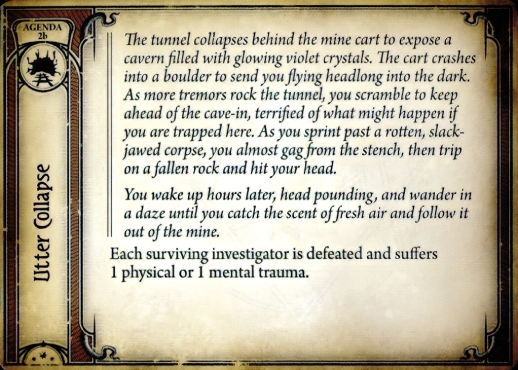 AGENDA
2b
Utter Collapse
The tunnel collapses behind the mine cart to expose a
cavern filled with glowing violet crystals. The cart crashes
into a boulder to send you flying headlong into the dark.
As more tremors rock the tunnel, you scramble to keep
ahead of the cave-in, terrified of what might happen if
you are trapped here. As you sprint past a rotten, slack-
jawed corpse, you almost gag from the stench, then trip
on a fallen rock and hit your head.
You wake up hours later, head pounding, and wander in
a daze until you catch the scent of fresh air and follow it
out of the mine.
Each surviving investigator is defeated and suffers
1 physical or 1 mental trauma.